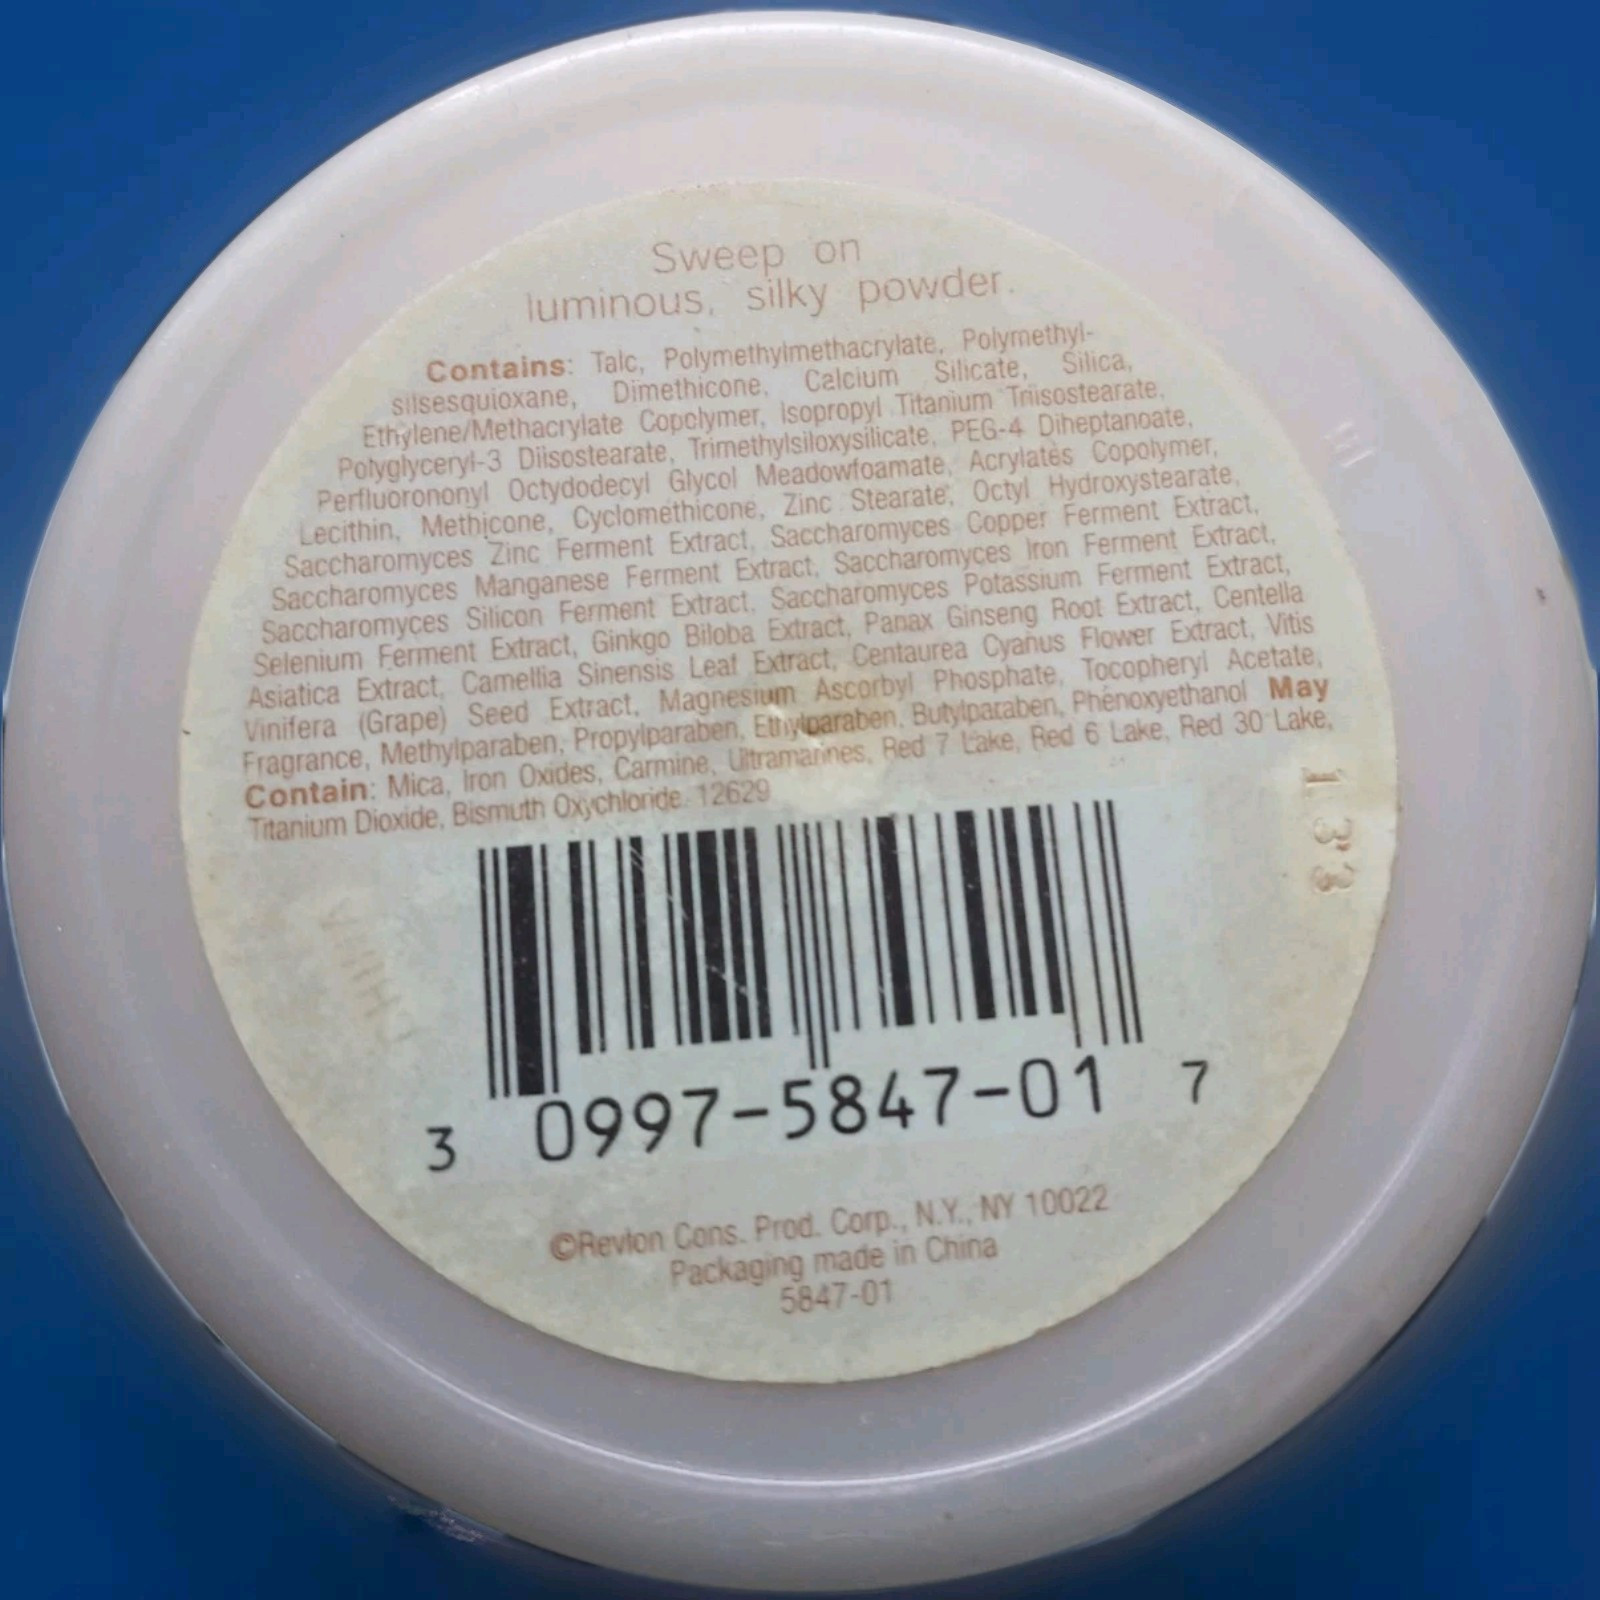 Sweep on
luminous, silky powder.
Contains: Talc, Polymethylmethacrylate, Polymethyl-
silsesquioxane, Dimethicone, Calcium Silicate, Silica,
Ethylene/Methacrylate Copolymer, Isopropyl Titanium Triisostearate,
Polyglyceryl-3 Diisostearate, Trimethylsiloxysilicate, PEG-4 Diheptanoate,
Perfluorononyl Octydodecyl Glycol Meadowfoamate, Acrylates Copolymer,
Lecithin, Methicone, Cyclomethicone, Zinc Stearate, Octyl Hydroxystearate,
Saccharomyces Zinc Ferment Extract, Saccharomyces Copper Ferment Extract,
Saccharomyces Manganese Ferment Extract, Saccharomyces Iron Ferment Extract,
Saccharomyces Silicon Ferment Extract, Saccharomyces Potassium Ferment Extract,
Selenium Ferment Extract, Ginkgo Biloba Extract, Panax Ginseng Root Extract, Centella
Asiatica Extract, Camellia Sinensis Leaf Extract, Centaurea Cyanus Flower Extract, Vitis
Vinifera (Grape) Seed Extract, Magnesium Ascorbyl Phosphate, Tocopheryl Acetate,
Fragrance, Methylparaben, Propylparaben, Ethylparaben, Butylparaben, Phenoxyethanol May
Contain: Mica, Iron Oxides, Carmine, Ultramarines, Red 7 Lake, Red 6 Lake, Red 30 Lake,
Titanium Dioxide, Bismuth Oxychloride. 12629
3 0997-5847-01 7
©Revlon Cons. Prod. Corp., N.Y., NY 10022
Packaging made in China
5847-01